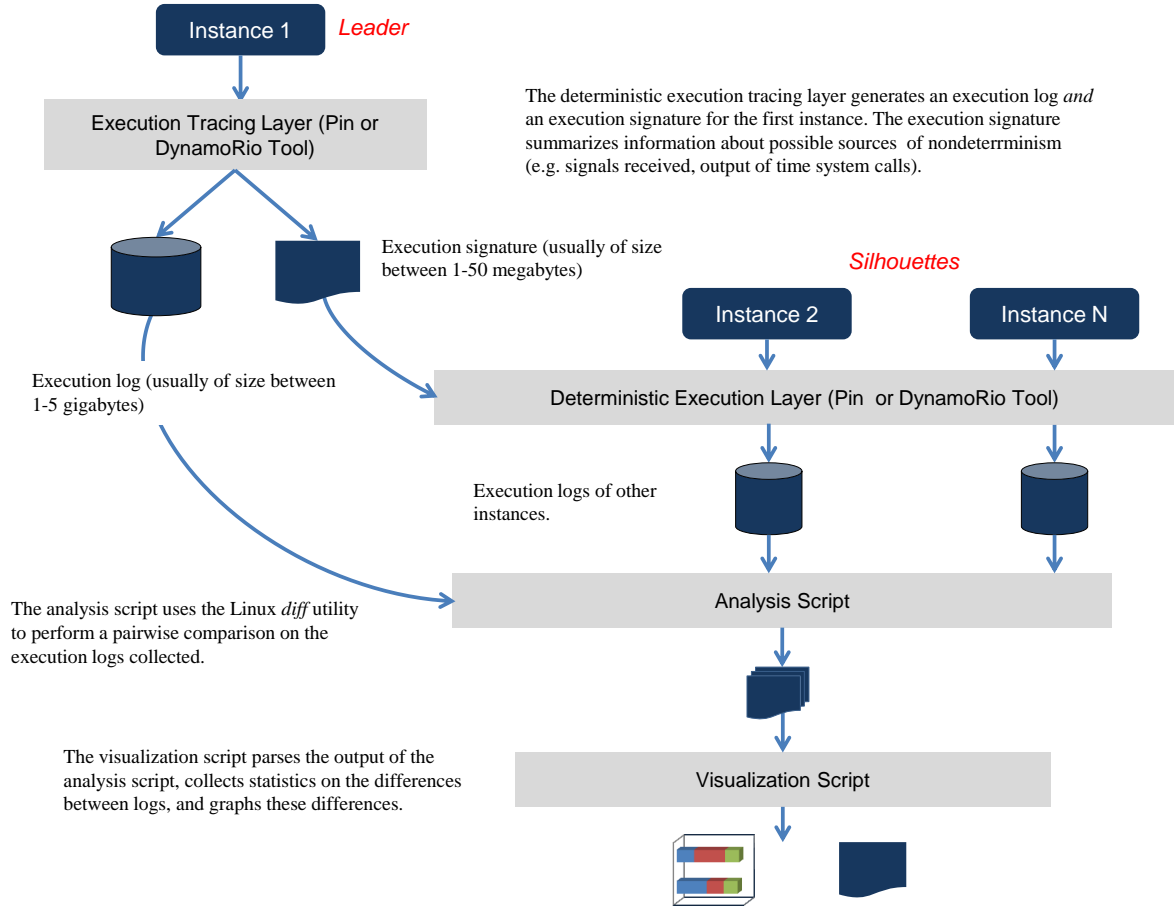 Instance 1
Leader
Execution Tracing Layer (Pin or
DynamoRio Tool)
The deterministic execution tracing layer generates an execution log and
an execution signature for the first instance. The execution signature
summarizes information about possible sources of nondeterrminism
(e.g. signals received, output of time system calls).
Execution signature (usually of size
between 1-50 megabytes)
Silhouettes
Instance 2
Instance N
Execution log (usually of size between
1-5 gigabytes)
Deterministic Execution Layer (Pin or DynamoRio Tool)
Execution logs of other
instances.
The analysis script uses the Linux diff utility
to perform a pairwise comparison on the
execution logs collected.
Analysis Script
The visualization script parses the output of the
analysis script, collects statistics on the differences
between logs, and graphs these differences.
Visualization Script